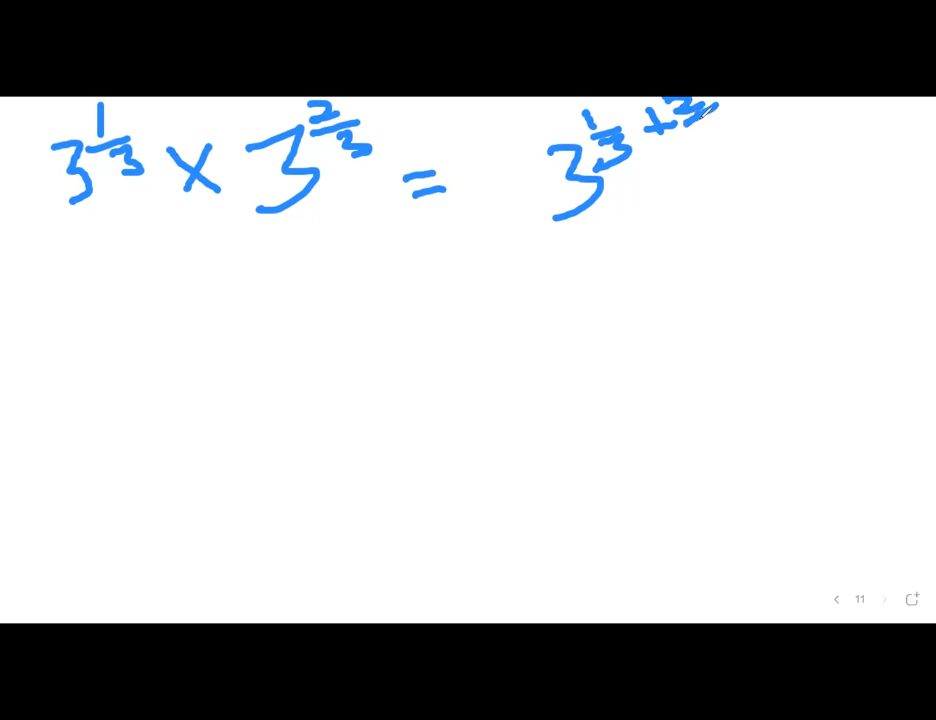 3^{1/3} × 3^{2/3} = 3^{1/3 + 2/3}
11